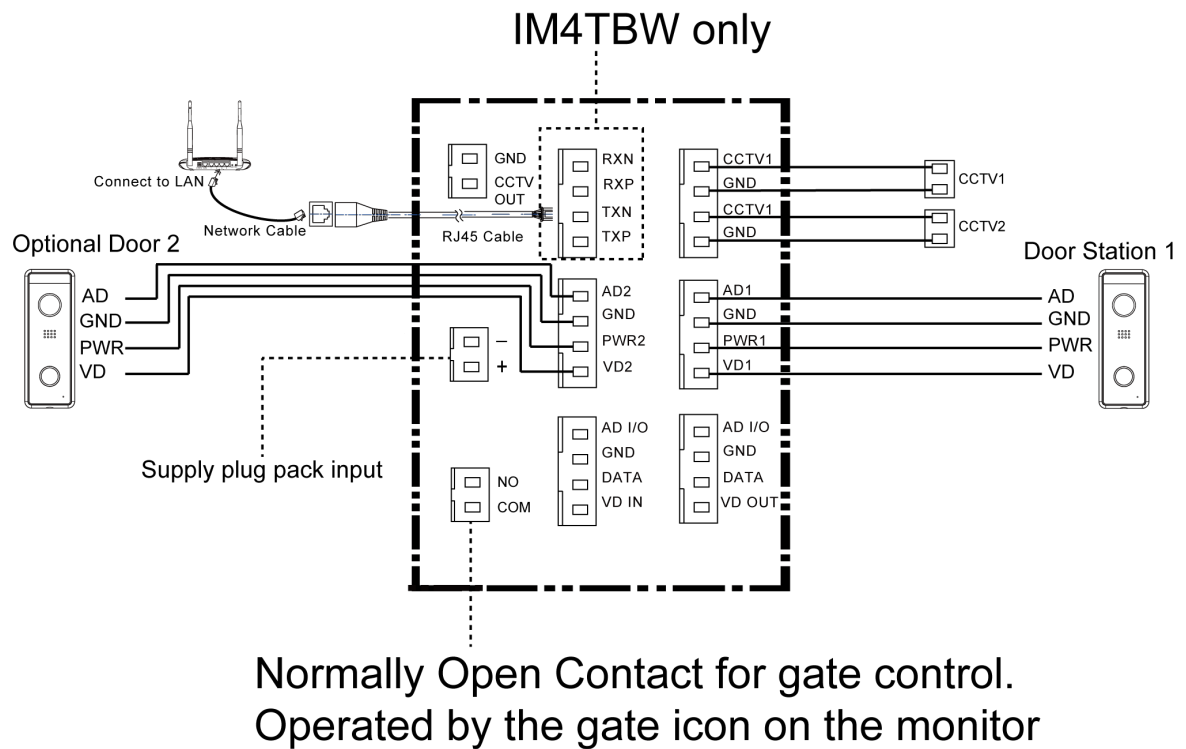 IM4TBW only
Connect to LAN
Network Cable
RJ45 Cable
GND
CCTV
OUT
RXN
RXP
TXN
TXP
CCTV1
GND
CCTV1
GND
CCTV1
CCTV2
Optional Door 2
AD
GND
PWR
VD
–
+
AD2
GND
PWR2
VD2
AD1
GND
PWR1
VD1
Door Station 1
AD
GND
PWR
VD
Supply plug pack input
NO
COM
AD I/O
GND
DATA
VD IN
AD I/O
GND
DATA
VD OUT
Normally Open Contact for gate control.
Operated by the gate icon on the monitor